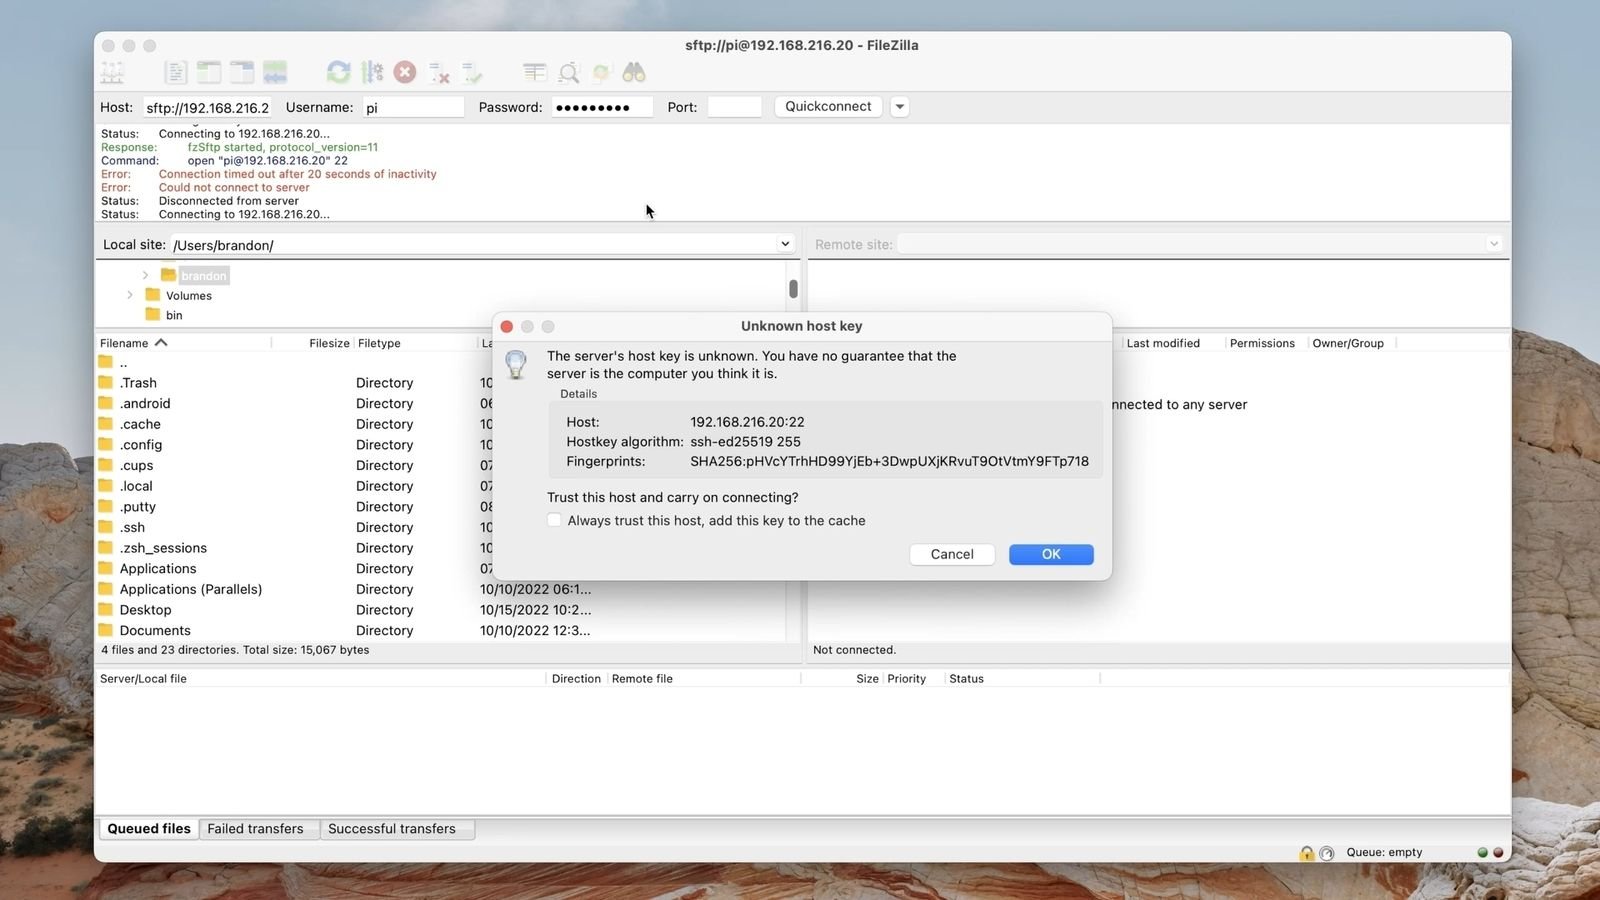 sftp://pi@192.168.216.20 - FileZilla
Host: sftp://192.168.216.2 Username: pi Password: ●●●●●●●●● Port: Quickconnect
Status: Connecting to 192.168.216.20...
Response: fzSftp started, protocol_version=11
Command: open "pi@192.168.216.20" 22
Error: Connection timed out after 20 seconds of inactivity
Error: Could not connect to server
Status: Disconnected from server
Status: Connecting to 192.168.216.20...
Local site: /Users/brandon/ Remote site:
brandon
Volumes
bin
Filename Filesize Filetype La Last modified Permissions Owner/Group
..
.Trash Directory 10
.android Directory 06 nnected to any server
.cache Directory 10
.config Directory 10
.cups Directory 07
.local Directory 07
.putty Directory 08
.ssh Directory 10
.zsh_sessions Directory 10
Applications Directory 07
Applications (Parallels) Directory 10/10/2022 06:1...
Desktop Directory 10/15/2022 10:2...
Documents Directory 10/10/2022 12:3...
4 files and 23 directories. Total size: 15,067 bytes Not connected.
Unknown host key
The server's host key is unknown. You have no guarantee that the
server is the computer you think it is.
Details
Host: 192.168.216.20:22
Hostkey algorithm: ssh-ed25519 255
Fingerprints: SHA256:pHVcYTrhHD99YjEb+3DwpUXjKRvuT9OtVtmY9FTp718
Trust this host and carry on connecting?
Always trust this host, add this key to the cache
Cancel OK
Server/Local file Direction Remote file Size Priority Status
Queued files Failed transfers Successful transfers
Queue: empty